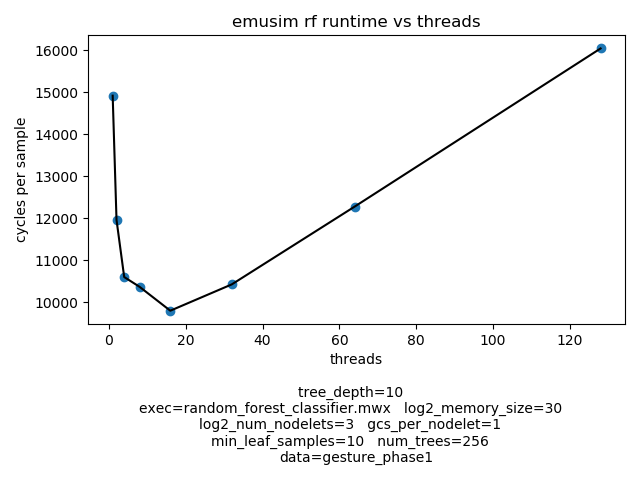 emusim rf runtime vs threads
16000
15000
14000
13000
12000
11000
10000
cycles per sample
0 20 40 60 80 100 120
threads
tree_depth=10
exec=random_forest_classifier.mwx log2_memory_size=30
log2_num_nodelets=3 gcs_per_nodelet=1
min_leaf_samples=10 num_trees=256
data=gesture_phase1